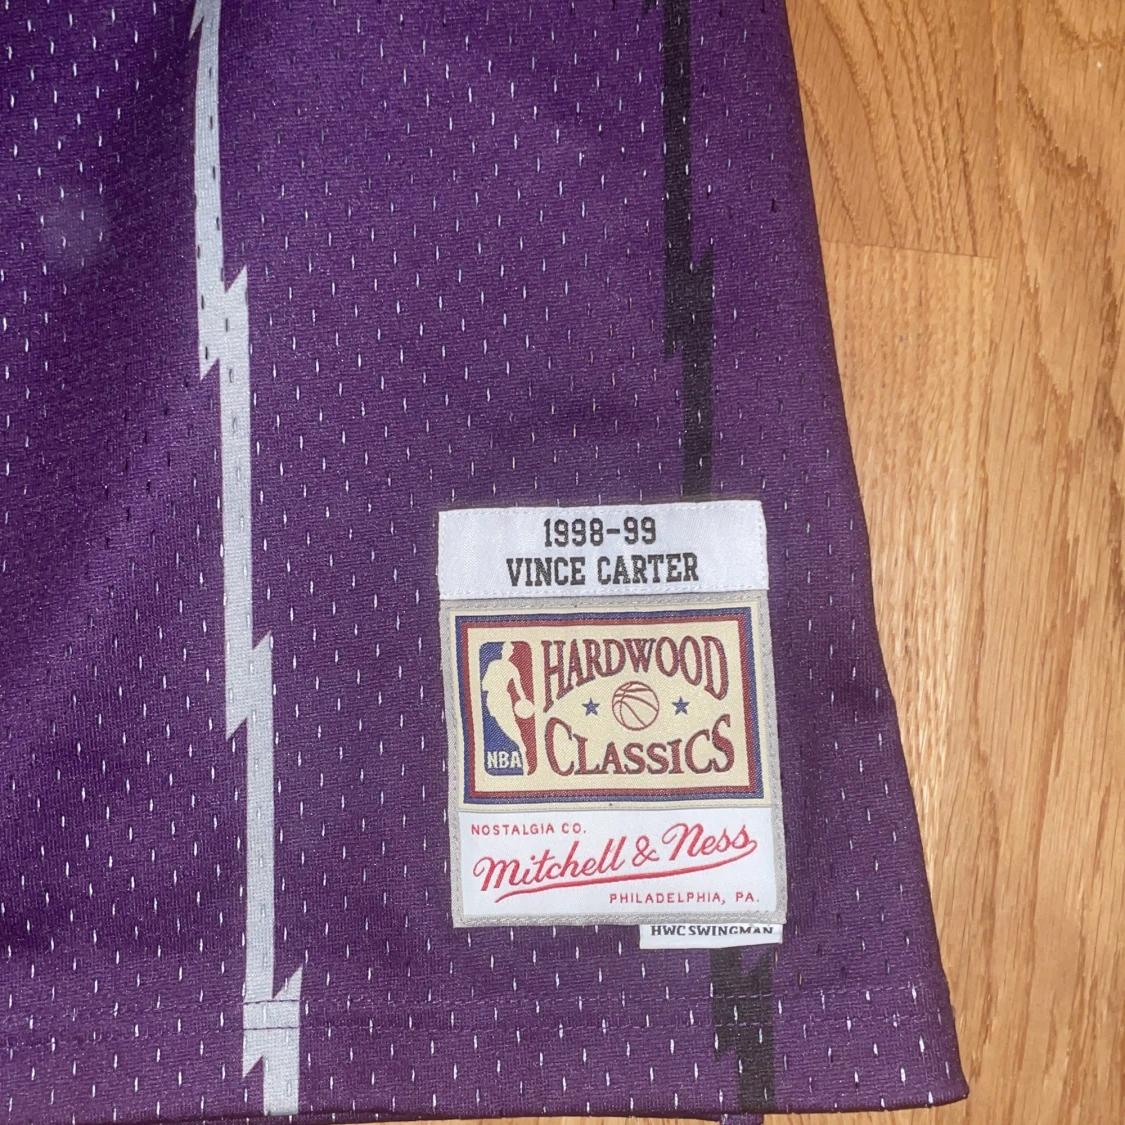 1998-99
VINCE CARTER
HARDWOOD
CLASSICS
NBA
NOSTALGIA CO.
Mitchell & Ness
PHILADELPHIA, PA.
HWC SWINGMAN